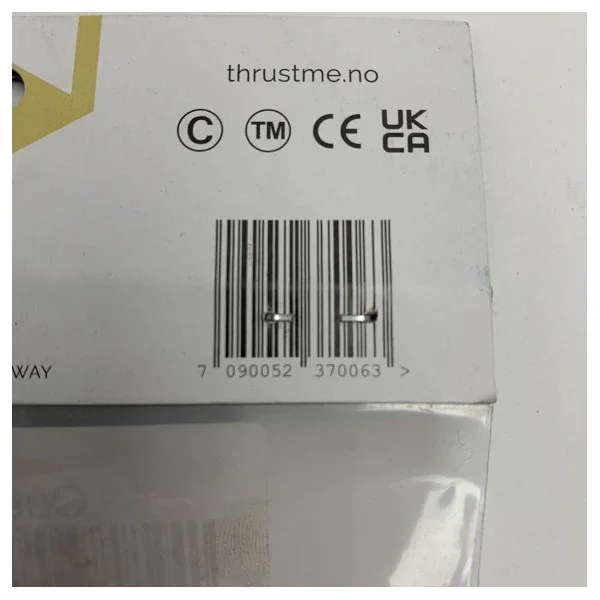 thrustme.no
© TM CE UK
CA
WAY
7 090052 370063 >